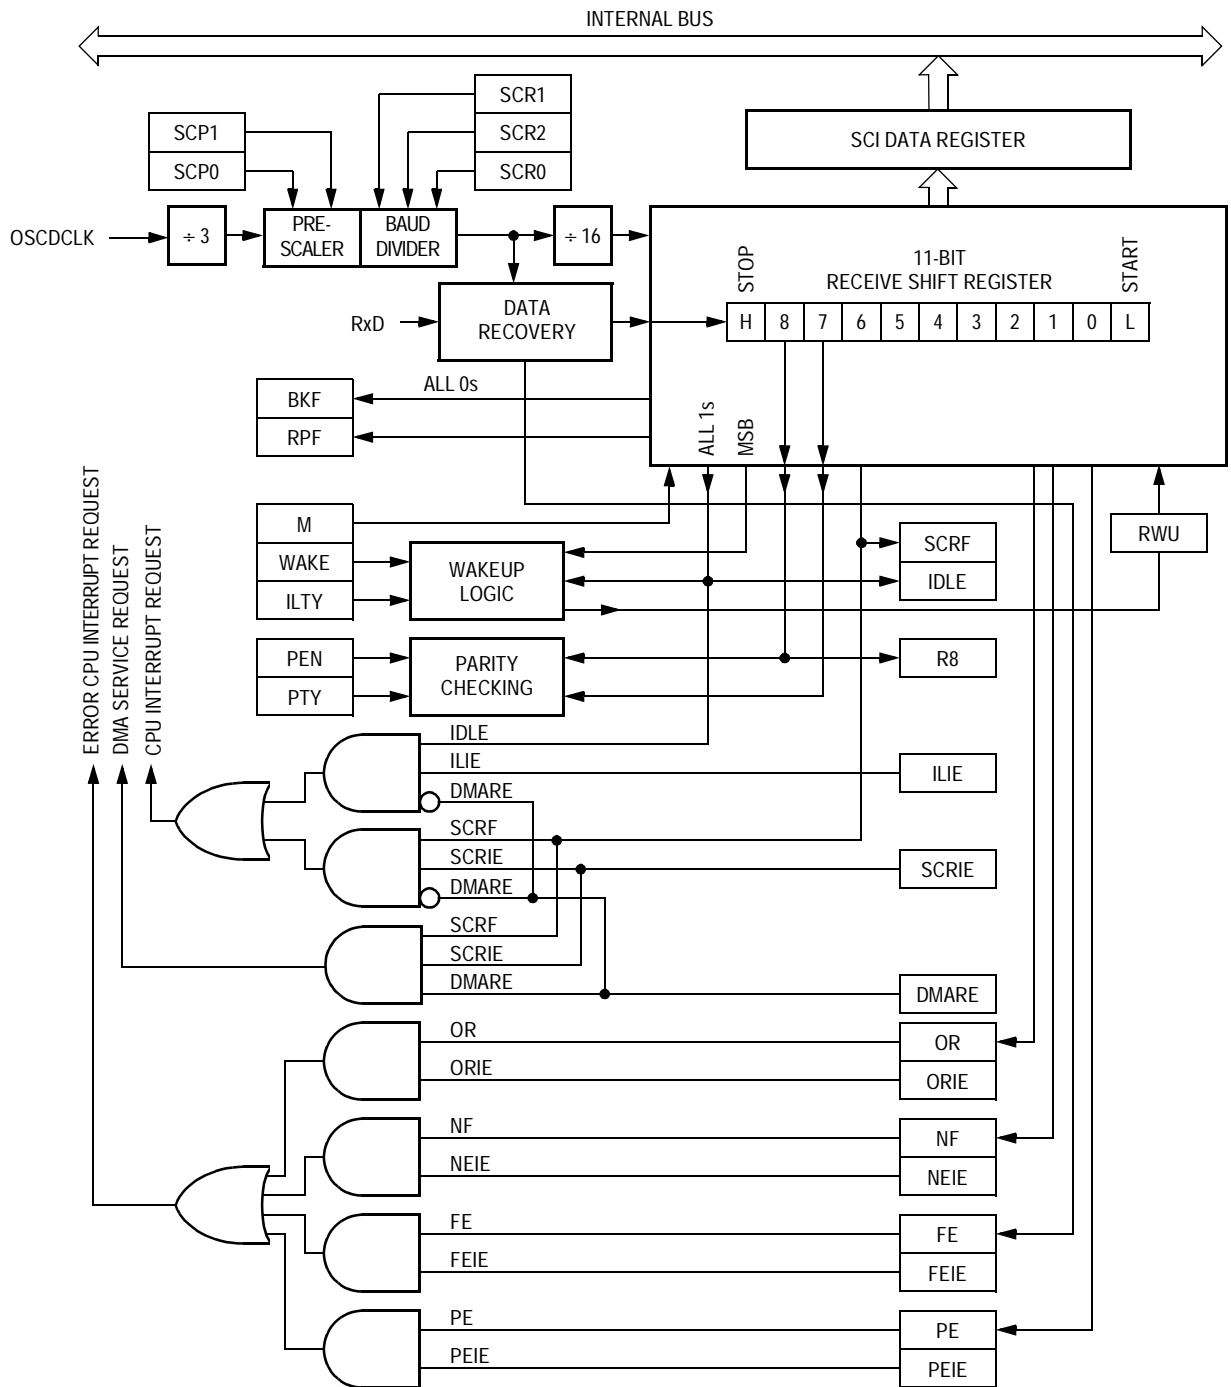 INTERNAL BUS
SCR1
SCR2
SCR0
SCP1
SCP0
SCI DATA REGISTER
OSCDCLK
÷ 3
PRE-
SCALER
BAUD
DIVIDER
÷ 16
STOP
11-BIT
RECEIVE SHIFT REGISTER
START
H 8 7 6 5 4 3 2 1 0 L
RxD
DATA
RECOVERY
ALL 0s
BKF
RPF
ALL 1s
MSB
M
WAKE
ILTY
WAKEUP
LOGIC
SCRF
IDLE
RWU
PEN
PTY
PARITY
CHECKING
R8
ERROR CPU INTERRUPT REQUEST
DMA SERVICE REQUEST
CPU INTERRUPT REQUEST
IDLE
ILIE
DMARE
ILIE
SCRF
SCRIE
DMARE
SCRIE
SCRF
SCRIE
DMARE
DMARE
OR
ORIE
OR
ORIE
NF
NEIE
NF
NEIE
FE
FEIE
FE
FEIE
PE
PEIE
PE
PEIE